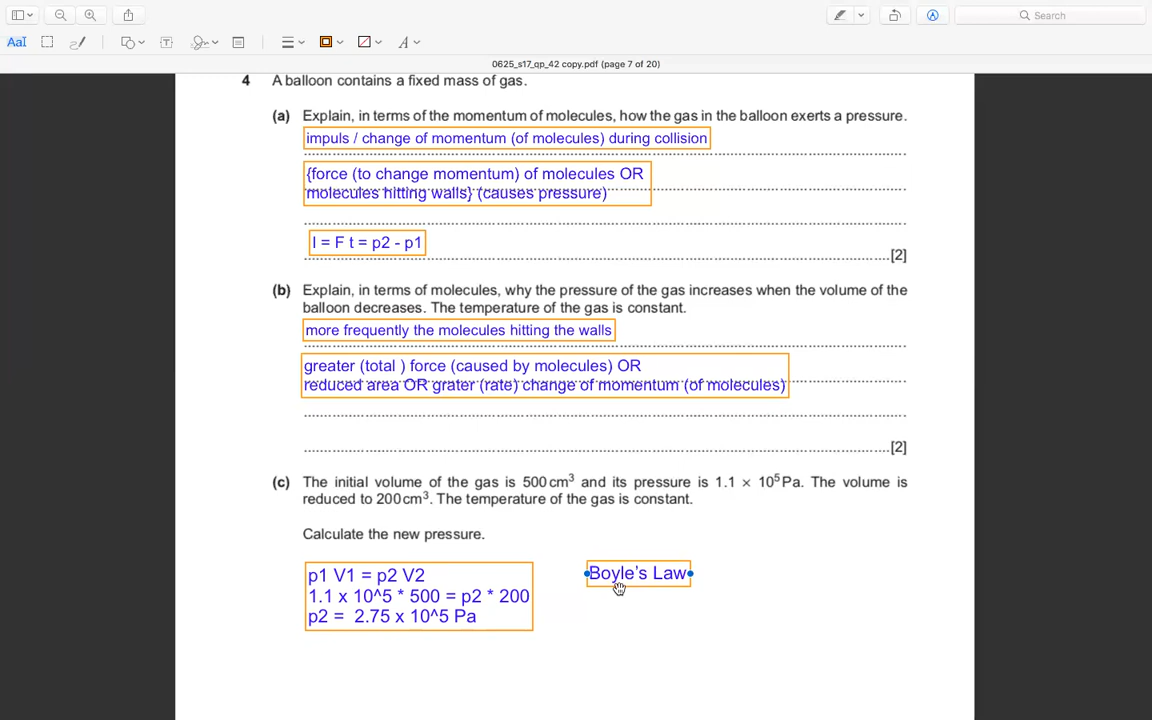 Search
AaI
T
A
0625_s17_qp_42 copy.pdf (page 7 of 20)
4 A balloon contains a fixed mass of gas.
(a) Explain, in terms of the momentum of molecules, how the gas in the balloon exerts a pressure.
impuls / change of momentum (of molecules) during collision
{force (to change momentum) of molecules OR
molecules hitting walls} (causes pressure)
I = F t = p2 - p1
[2]
(b) Explain, in terms of molecules, why the pressure of the gas increases when the volume of the
balloon decreases. The temperature of the gas is constant.
more frequently the molecules hitting the walls
greater (total ) force (caused by molecules) OR
reduced area OR grater (rate) change of momentum (of molecules)
[2]
(c) The initial volume of the gas is 500 cm³ and its pressure is 1.1 × 10⁵ Pa. The volume is
reduced to 200 cm³. The temperature of the gas is constant.
Calculate the new pressure.
p1 V1 = p2 V2
1.1 x 10^5 * 500 = p2 * 200
p2 = 2.75 x 10^5 Pa
Boyle's Law